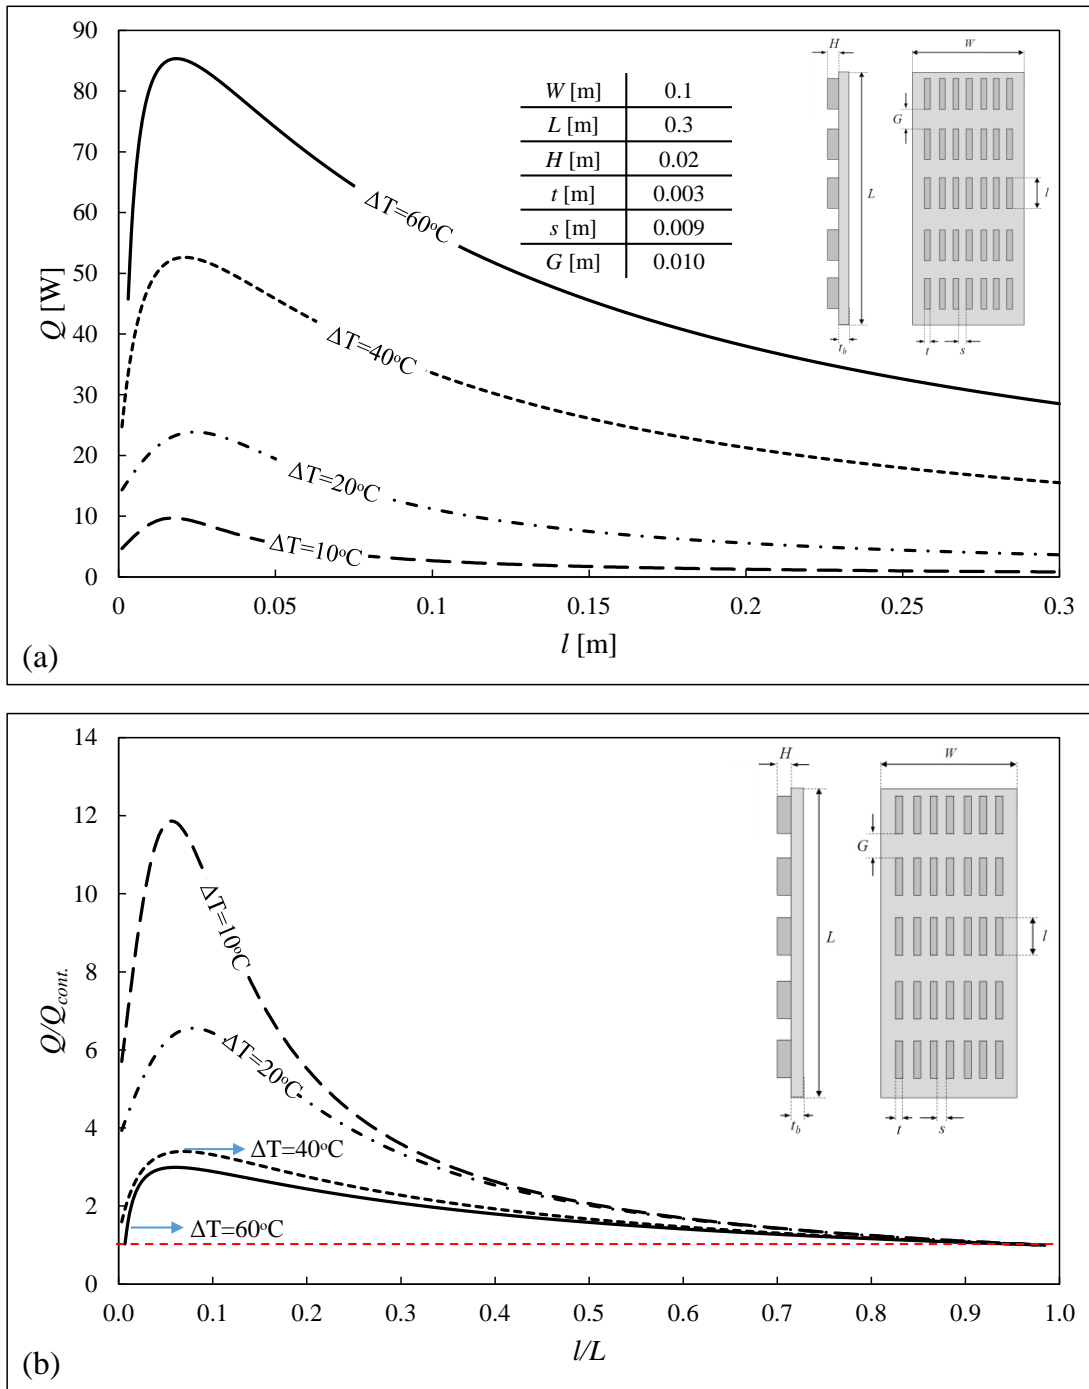 90
80
70
60
50
40
30
20
10
0
Q [W]
0 0.05 0.1 0.15 0.2 0.25 0.3
l [m]
(a)
ΔT=60°C
ΔT=40°C
ΔT=20°C
ΔT=10°C
W [m] 0.1
L [m] 0.3
H [m] 0.02
t [m] 0.003
s [m] 0.009
G [m] 0.010
H
W
G
L
l
t_b
t
s
14
12
10
8
6
4
2
0
Q/Q_cont.
0.0 0.1 0.2 0.3 0.4 0.5 0.6 0.7 0.8 0.9 1.0
l/L
(b)
ΔT=10°C
ΔT=20°C
ΔT=40°C
ΔT=60°C
H
W
G
L
l
t_b
t
s